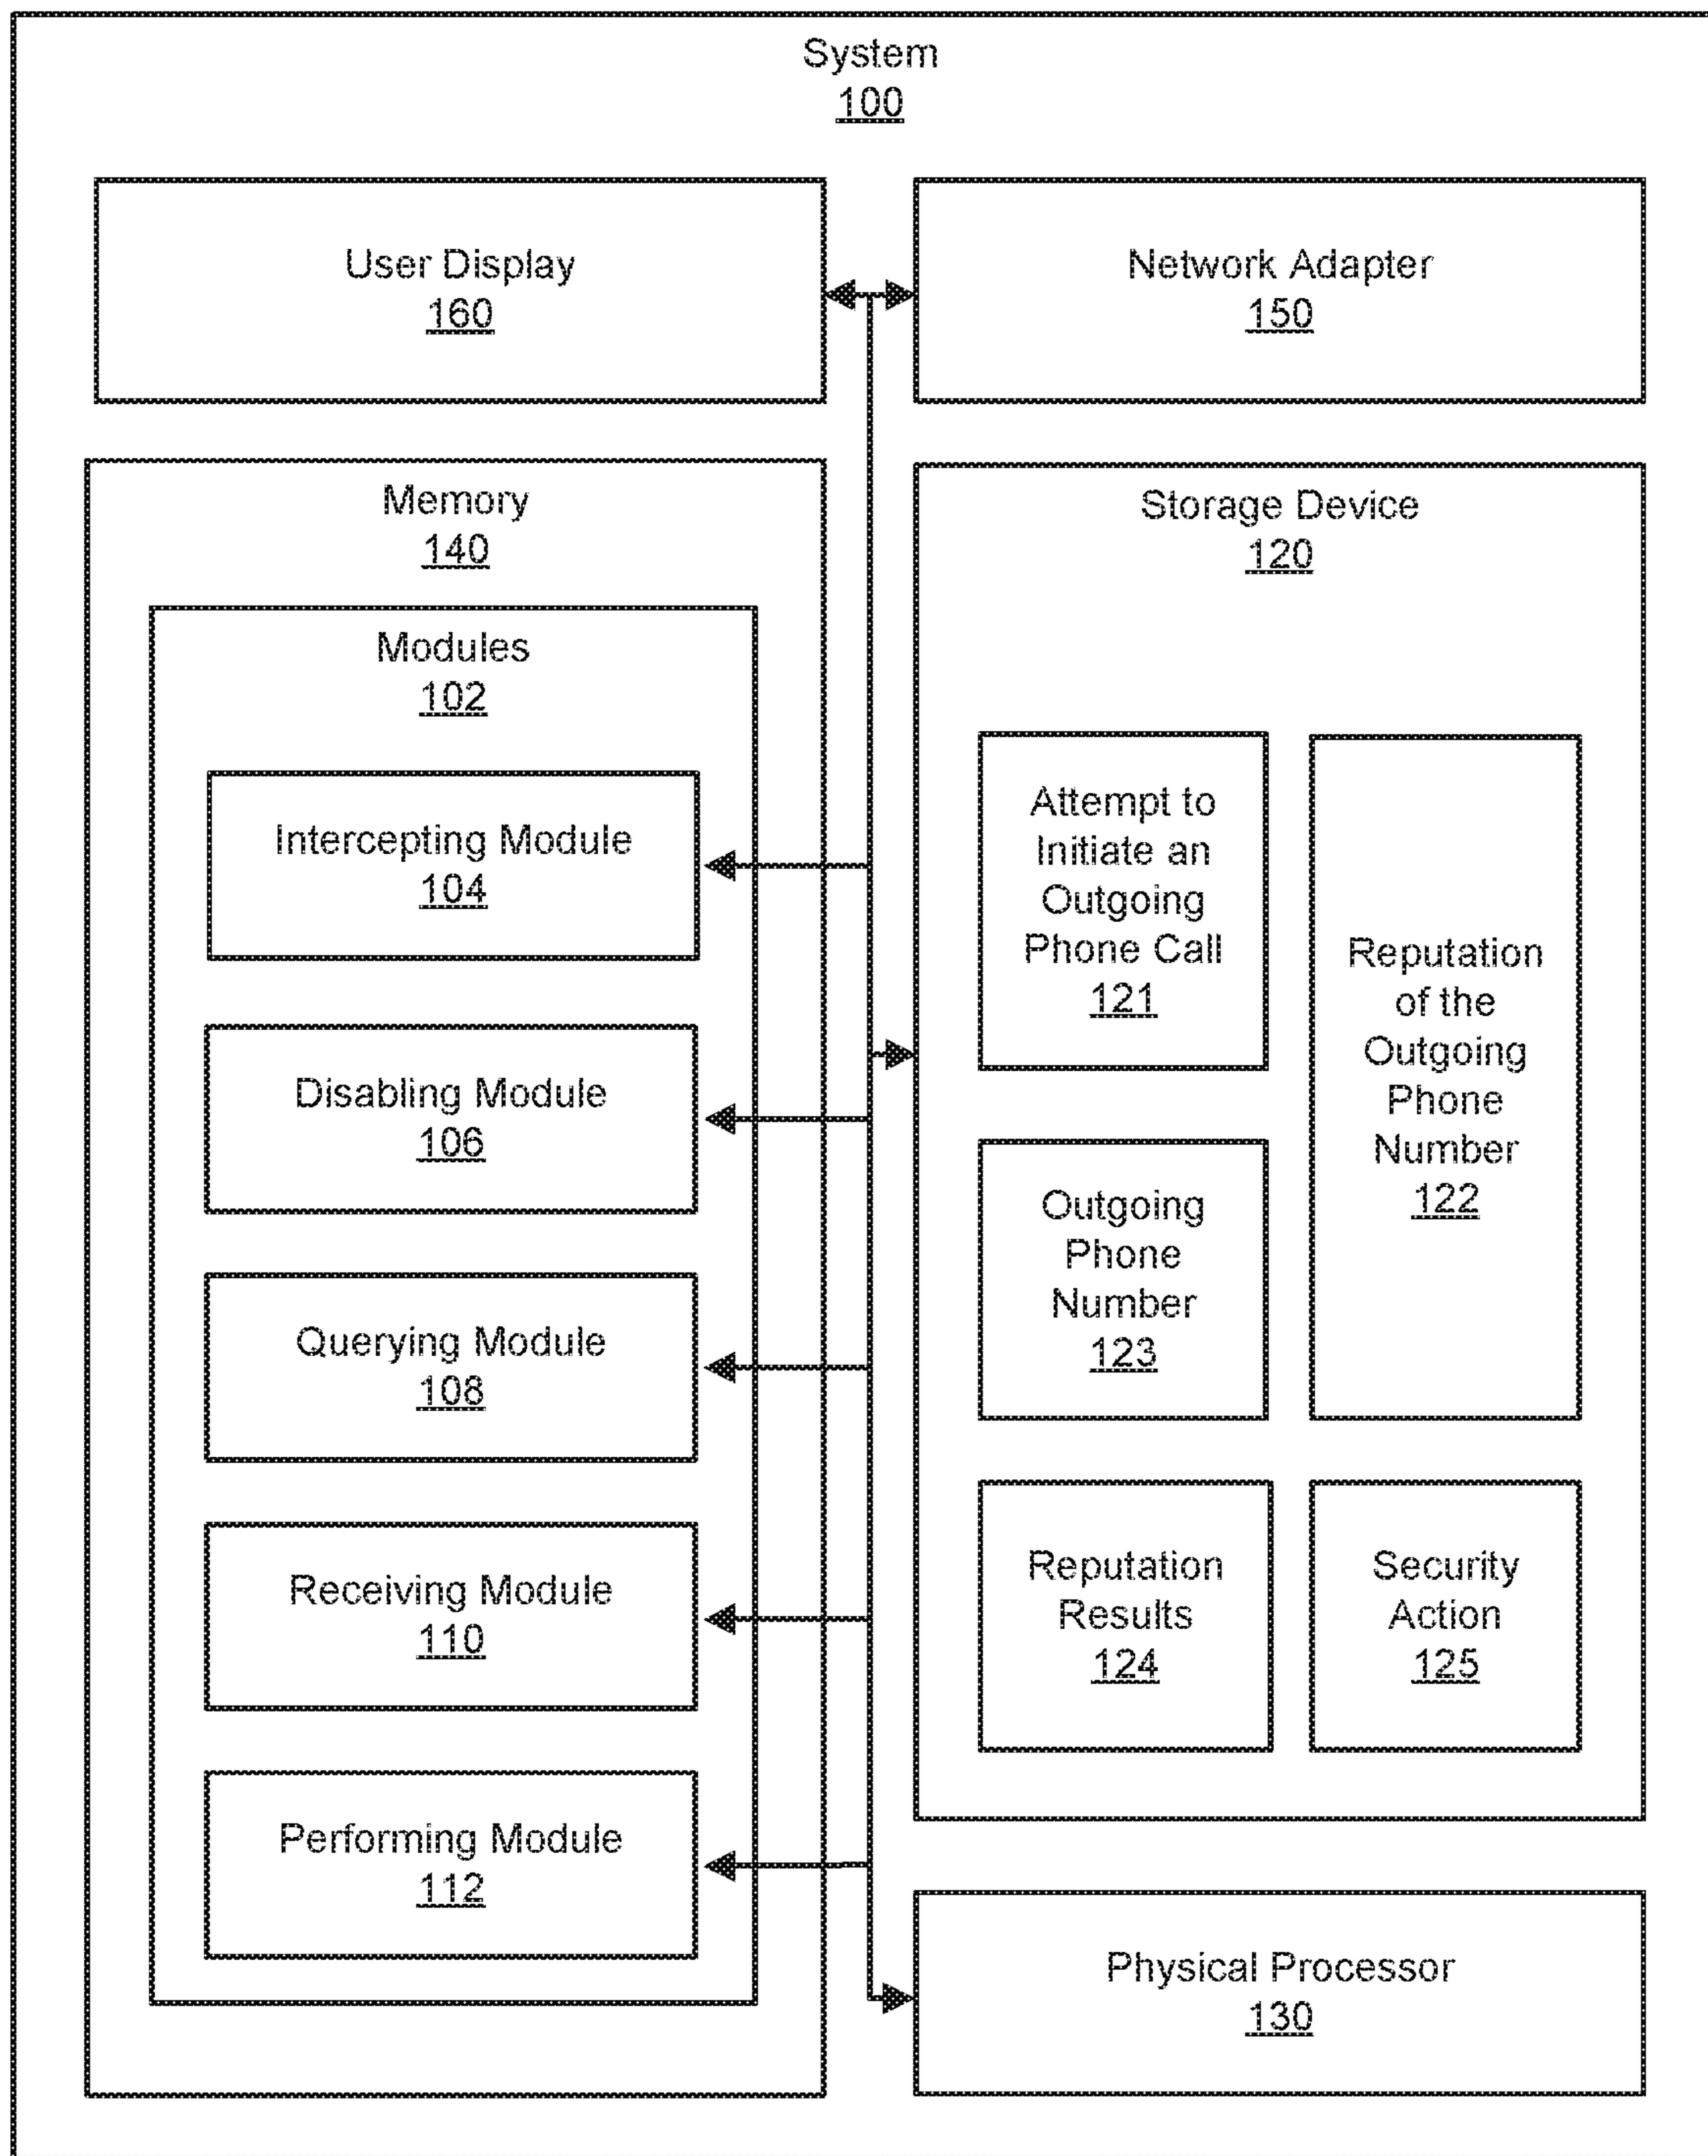 System
100
User Display
160
Network Adapter
150
Memory
140
Modules
102
Intercepting Module
104
Disabling Module
106
Querying Module
108
Receiving Module
110
Performing Module
112
Storage Device
120
Attempt to
Initiate an
Outgoing
Phone Call
121
Reputation
of the
Outgoing
Phone
Number
122
Outgoing
Phone
Number
123
Reputation
Results
124
Security
Action
125
Physical Processor
130